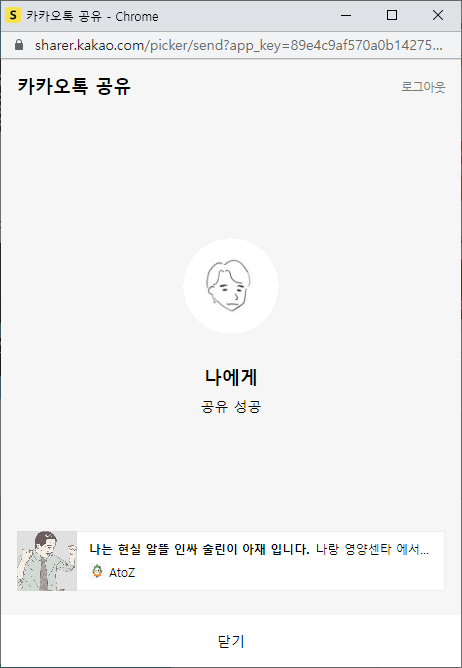 카카오톡 공유 - Chrome
sharer.kakao.com/picker/send?app_key=89e4c9af570a0b14275...
카카오톡 공유
로그아웃
나에게
공유 성공
나는 현실 알뜰 인싸 술린이 아재 입니다. 나랑 영양센타 에서...
AtoZ
닫기